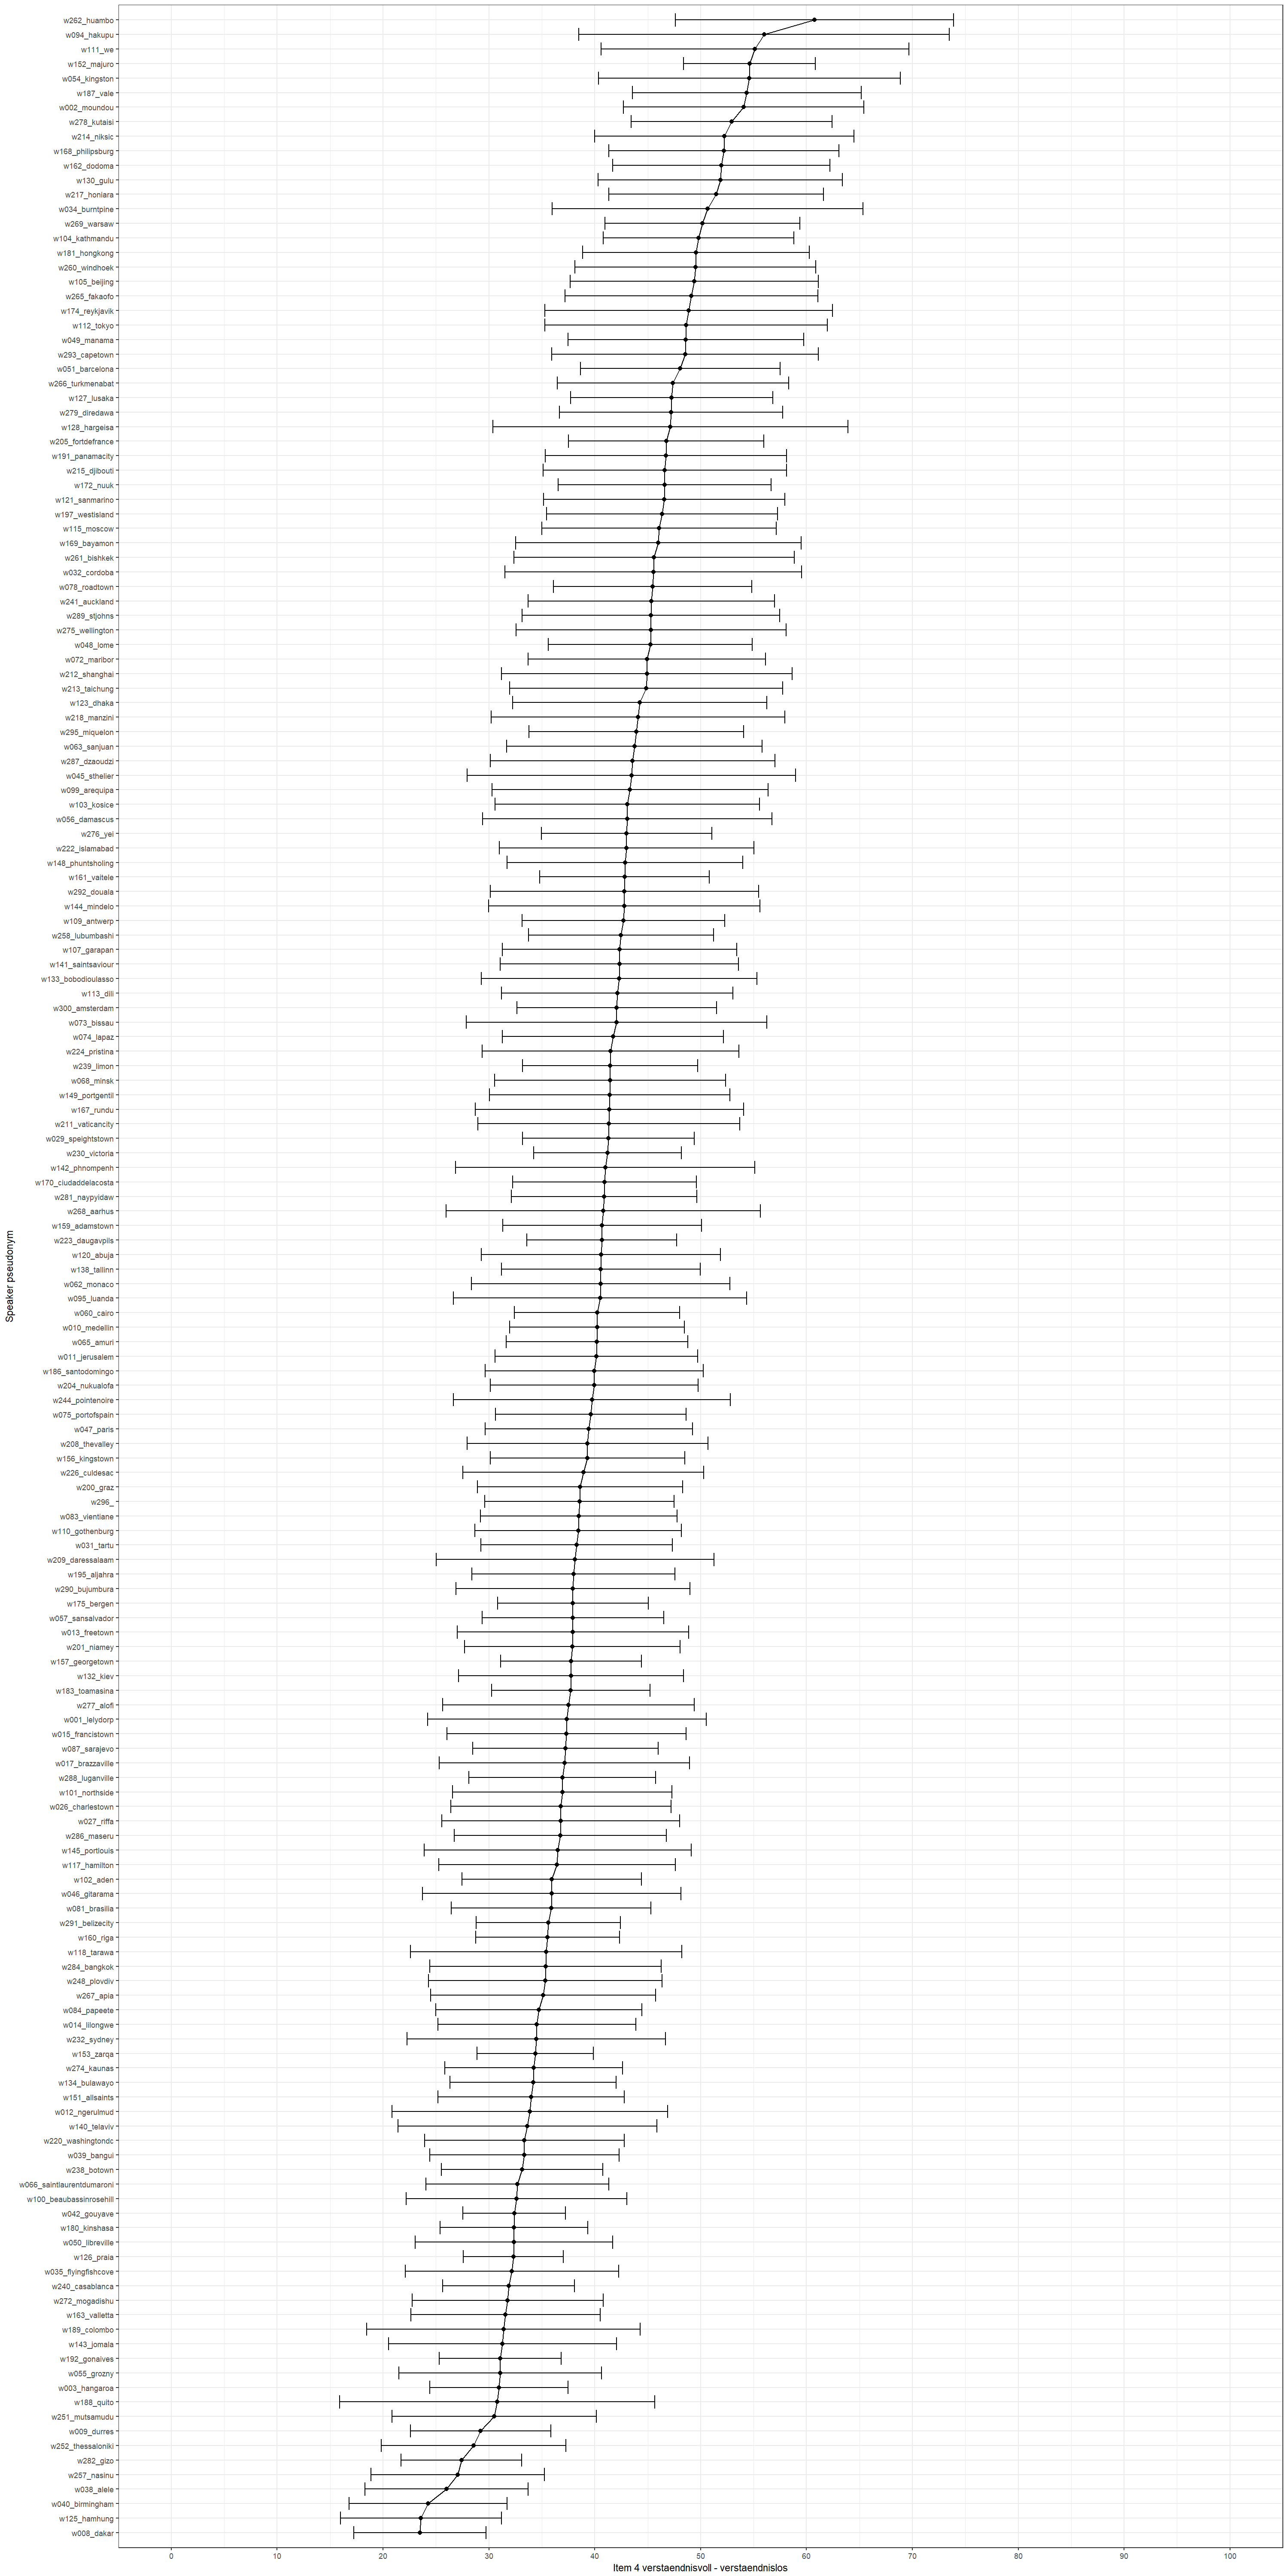 w262_huambo
w094_hakupu
w111_we
w152_majuro
w054_kingston
w187_vale
w002_moundou
w278_kutaisi
w214_niksic
w168_philipsburg
w162_dodoma
w130_gulu
w217_honiara
w034_burntpine
w269_warsaw
w104_kathmandu
w181_hongkong
w260_windhoek
w105_beijing
w265_fakaofo
w174_reykjavik
w112_tokyo
w049_manama
w293_capetown
w051_barcelona
w266_turkmenabat
w127_lusaka
w279_diredawa
w128_hargeisa
w205_fortdefrance
w191_panamacity
w215_djibouti
w172_nuuk
w121_sanmarino
w197_westisland
w115_moscow
w169_bayamon
w261_bishkek
w032_cordoba
w078_roadtown
w241_auckland
w289_stjohns
w275_wellington
w048_lome
w072_maribor
w212_shanghai
w213_taichung
w123_dhaka
w218_manzini
w295_miquelon
w063_sanjuan
w287_dzaoudzi
w045_sthelier
w099_arequipa
w103_kosice
w056_damascus
w276_yei
w222_islamabad
w148_phuntsholing
w161_vaitele
w292_douala
w144_mindelo
w109_antwerp
w258_lubumbashi
w107_garapan
w141_saintsaviour
w133_bobodioulasso
w113_dili
w300_amsterdam
w073_bissau
w074_lapaz
w224_pristina
w239_limon
w068_minsk
w149_portgentil
w167_rundu
w211_vaticancity
w029_speightstown
w230_victoria
w142_phnompenh
w170_ciudaddelacosta
w281_naypyidaw
w268_aarhus
w159_adamstown
w223_daugavpils
w120_abuja
w138_tallinn
w062_monaco
w095_luanda
w060_cairo
w010_medellin
w065_amuri
w011_jerusalem
w186_santodomingo
w204_nukualofa
w244_pointenoire
w075_portofspain
w047_paris
w208_thevalley
w156_kingstown
w226_culdesac
w200_graz
w296_
w083_vientiane
w110_gothenburg
w031_tartu
w209_daressalaam
w195_aljahra
w290_bujumbura
w175_bergen
w057_sansalvador
w013_freetown
w201_niamey
w157_georgetown
w132_kiev
w183_toamasina
w277_alofi
w001_lelydorp
w015_francistown
w087_sarajevo
w017_brazzaville
w288_luganville
w101_northside
w026_charlestown
w027_riffa
w286_maseru
w145_portlouis
w117_hamilton
w102_aden
w046_gitarama
w081_brasilia
w291_belizecity
w160_riga
w118_tarawa
w284_bangkok
w248_plovdiv
w267_apia
w084_papeete
w014_lilongwe
w232_sydney
w153_zarqa
w274_kaunas
w134_bulawayo
w151_allsaints
w012_ngerulmud
w140_telaviv
w220_washingtondc
w039_bangui
w238_botown
w066_saintlaurentdumaroni
w100_beaubassinrosehill
w042_gouyave
w180_kinshasa
w050_libreville
w126_praia
w035_flyingfishcove
w240_casablanca
w272_mogadishu
w163_valletta
w189_colombo
w143_jomala
w192_gonaives
w055_grozny
w003_hangaroa
w188_quito
w251_mutsamudu
w009_durres
w252_thessaloniki
w282_gizo
w257_nasinu
w038_alele
w040_birmingham
w125_hamhung
w008_dakar
Speaker pseudonym
0 10 20 30 40 50 60 70 80 90 100
Item 4 verstaendnisvoll - verstaendnislos